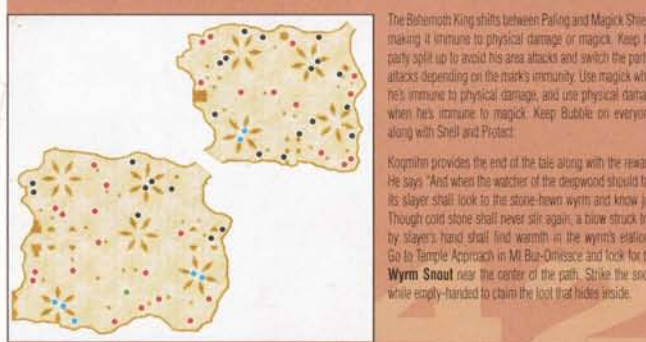 The Behemoth King shifts between Paling and Magick Shie
making it immune to physical damage or magick. Keep t
party split up to avoid his area attacks and switch the part
attacks depending on the mark's immunity. Use magick wh
he's immune to physical damage, and use physical dama
when he's immune to magick. Keep Bubble on everyon
along with Shell and Protect.
Koqmihn provides the end of the tale along with the rewar
He says "And when the watcher of the deepwood should fa
its slayer shall look to the stone-hewn wyrm and know j
Though cold stone shall never stir again, a blow struck t
by slayer's hand shall find warmth in the wyrm's elation
Go to Temple Approach in Mt Bur-Omisace and look for t
Wyrm Snout near the center of the path. Strike the sno
while empty-handed to claim the loot that hides inside.